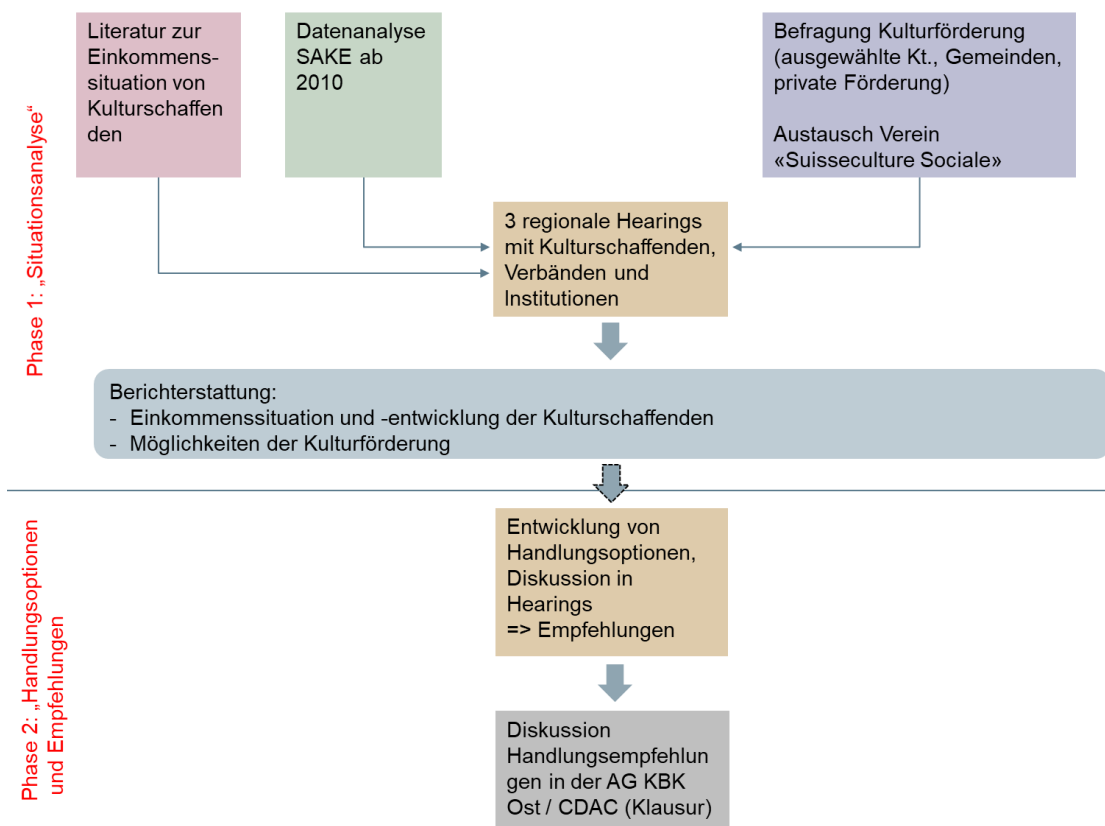 Literatur zur
Einkommens-
situation von
Kulturschaffen
den
Datenanalyse
SAKE ab
2010
Befragung Kulturförderung
(ausgewählte Kt., Gemeinden,
private Förderung)
Austausch Verein
«Suisseculture Sociale»
Phase 1: „Situationsanalyse“
3 regionale Hearings
mit Kulturschaffenden,
Verbänden und
Institutionen
Berichterstattung:
- Einkommenssituation und -entwicklung der Kulturschaffenden
- Möglichkeiten der Kulturförderung
Phase 2: „Handlungsoptionen
und Empfehlungen
Entwicklung von
Handlungsoptionen,
Diskussion in
Hearings
=> Empfehlungen
Diskussion
Handlungsempfehlun
gen in der AG KBK
Ost / CDAC (Klausur)